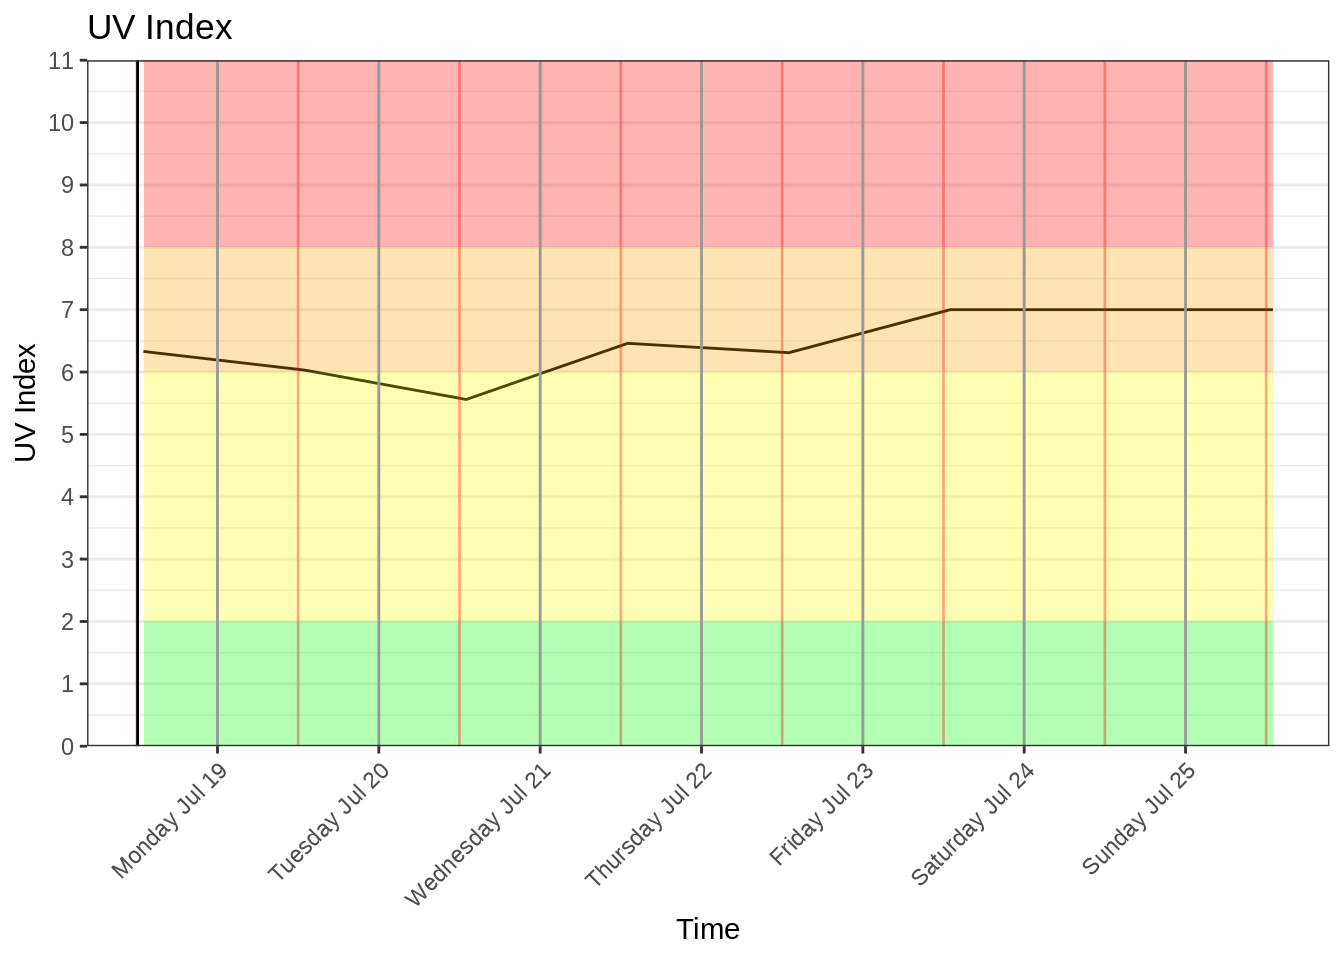 UV Index
11
10
9
8
7
6
5
4
3
2
1
0
UV Index
Monday Jul 19
Tuesday Jul 20
Wednesday Jul 21
Thursday Jul 22
Friday Jul 23
Saturday Jul 24
Sunday Jul 25
Time